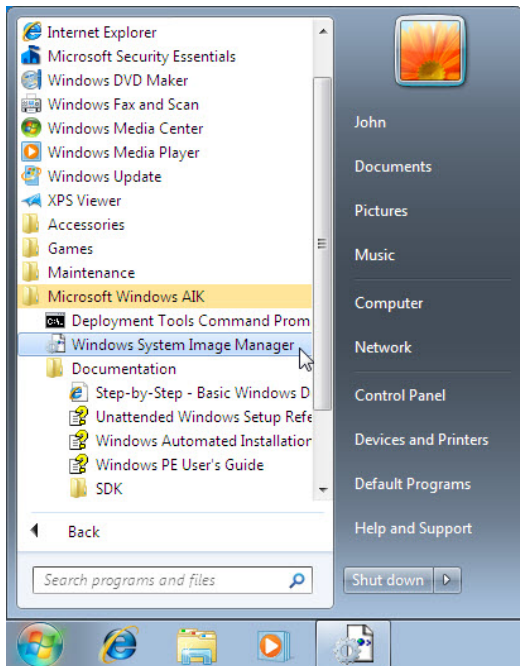 Internet Explorer
Microsoft Security Essentials
Windows DVD Maker
Windows Fax and Scan
Windows Media Center
Windows Media Player
Windows Update
XPS Viewer
Accessories
Games
Maintenance
Microsoft Windows AIK
Deployment Tools Command Prom
Windows System Image Manager
Documentation
Step-by-Step - Basic Windows D
Unattended Windows Setup Refe
Windows Automated Installation
Windows PE User's Guide
SDK
Back
Search programs and files
John
Documents
Pictures
Music
Computer
Network
Control Panel
Devices and Printers
Default Programs
Help and Support
Shut down